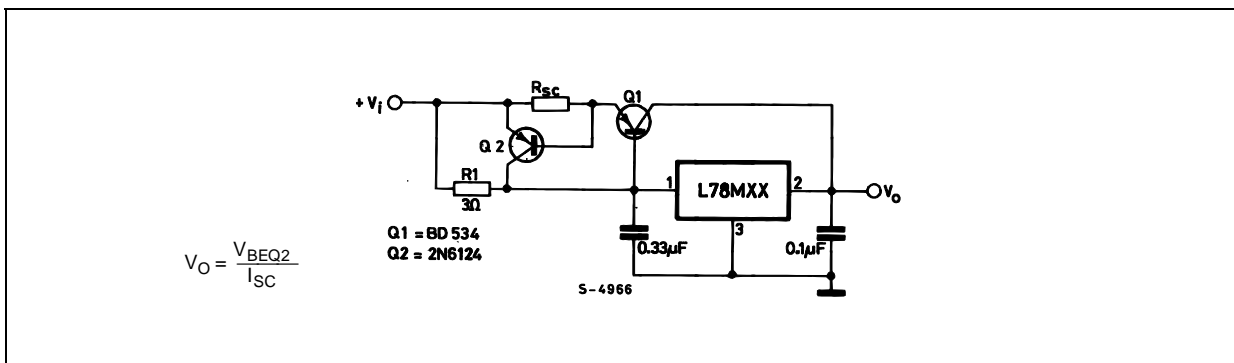 Rsc
Q1
+ Vi
Q 2
R1
3Ω
1
L78MXX
2
Vo
3
Q1 = BD 534
Q2 = 2N6124
0.33µF
0.1µF
VO = VBEQ2 / ISC
S-4966